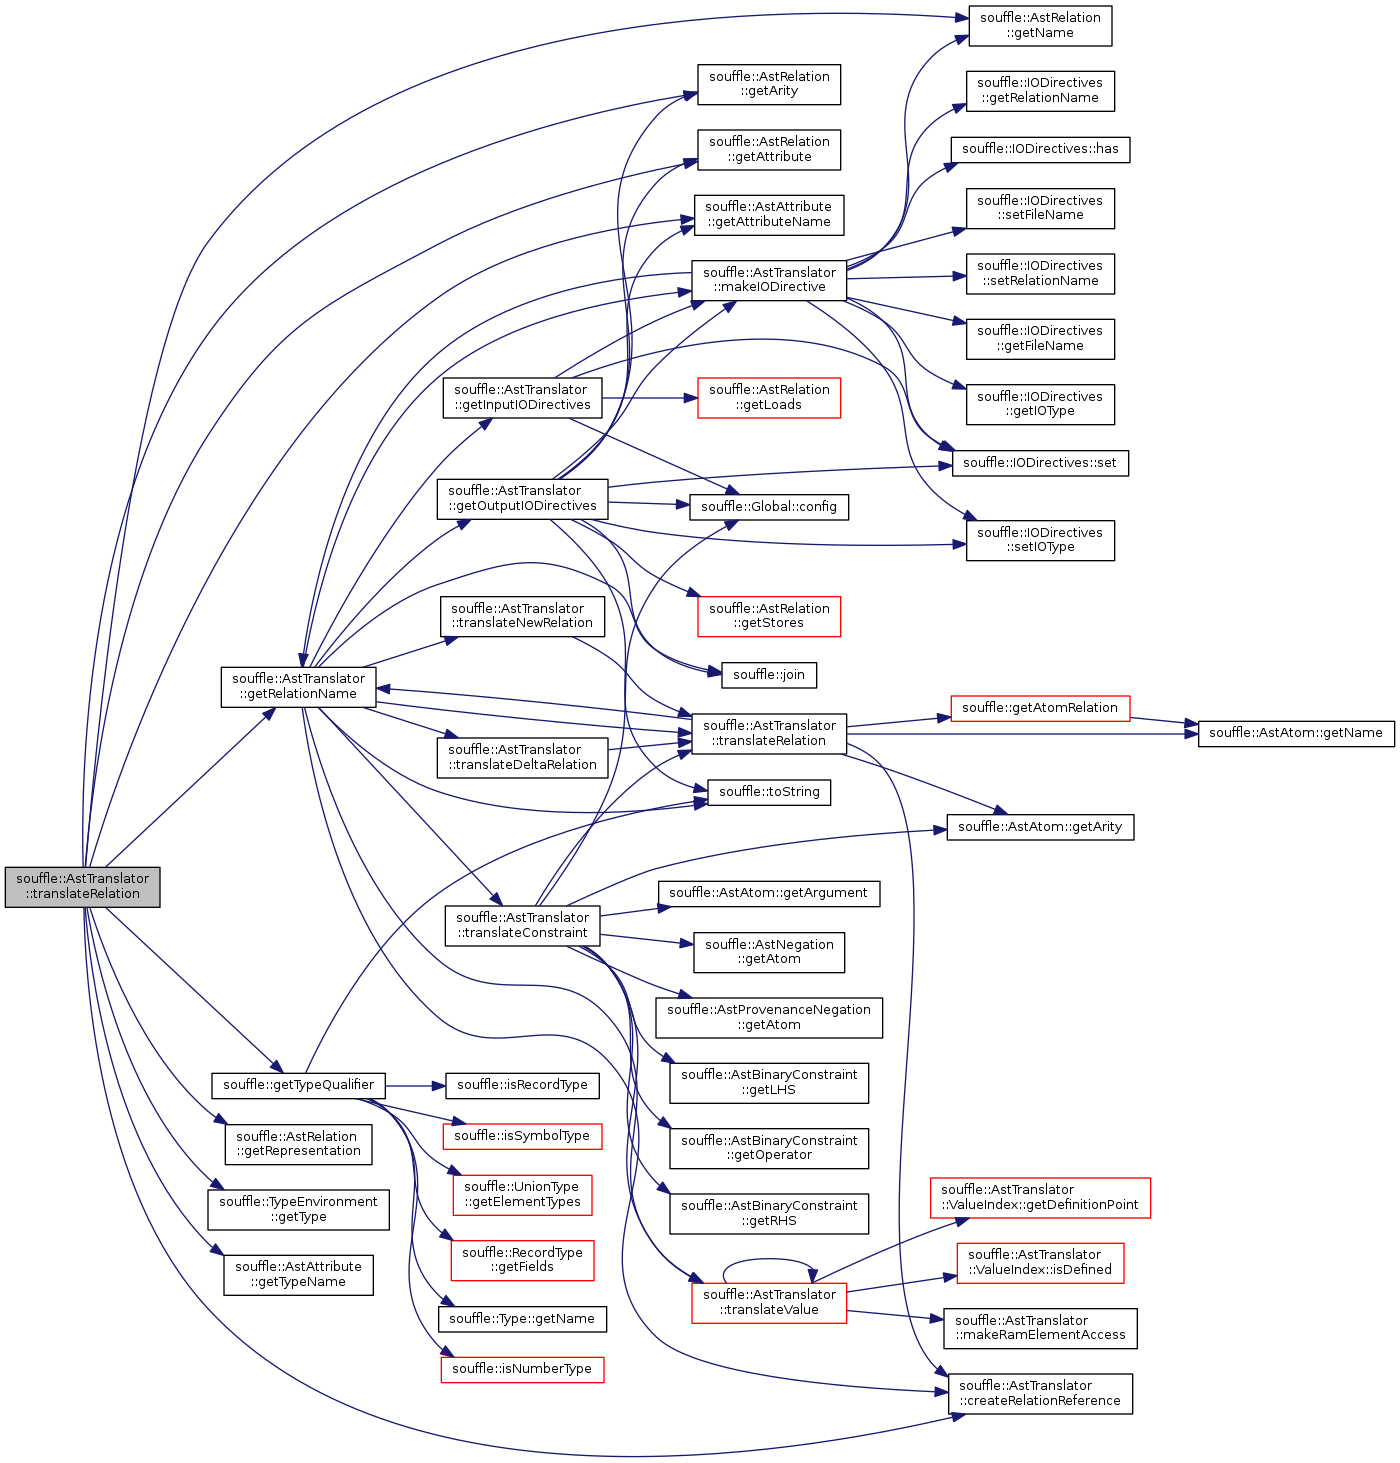 souffle::AstTranslator
::translateRelation
souffle::AstRelation
::getName
souffle::AstRelation
::getArity
souffle::AstRelation
::getAttribute
souffle::AstAttribute
::getAttributeName
souffle::AstTranslator
::getRelationName
souffle::getTypeQualifier
souffle::AstRelation
::getRepresentation
souffle::TypeEnvironment
::getType
souffle::AstAttribute
::getTypeName
souffle::AstTranslator
::getInputIODirectives
souffle::AstTranslator
::getOutputIODirectives
souffle::AstTranslator
::translateNewRelation
souffle::AstTranslator
::translateDeltaRelation
souffle::AstTranslator
::translateConstraint
souffle::isRecordType
souffle::isSymbolType
souffle::UnionType
::getElementTypes
souffle::RecordType
::getFields
souffle::Type::getName
souffle::isNumberType
souffle::AstTranslator
::makeIODirective
souffle::AstRelation
::getLoads
souffle::Global::config
souffle::AstRelation
::getStores
souffle::join
souffle::AstTranslator
::translateRelation
souffle::toString
souffle::AstAtom::getArgument
souffle::AstNegation
::getAtom
souffle::AstProvenanceNegation
::getAtom
souffle::AstBinaryConstraint
::getLHS
souffle::AstBinaryConstraint
::getOperator
souffle::AstBinaryConstraint
::getRHS
souffle::AstTranslator
::translateValue
souffle::IODirectives
::getRelationName
souffle::IODirectives::has
souffle::IODirectives
::setFileName
souffle::IODirectives
::setRelationName
souffle::IODirectives
::getFileName
souffle::IODirectives
::getIOType
souffle::IODirectives::set
souffle::IODirectives
::setIOType
souffle::getAtomRelation
souffle::AstAtom::getName
souffle::AstAtom::getArity
souffle::AstTranslator
::ValueIndex::getDefinitionPoint
souffle::AstTranslator
::ValueIndex::isDefined
souffle::AstTranslator
::makeRamElementAccess
souffle::AstTranslator
::createRelationReference